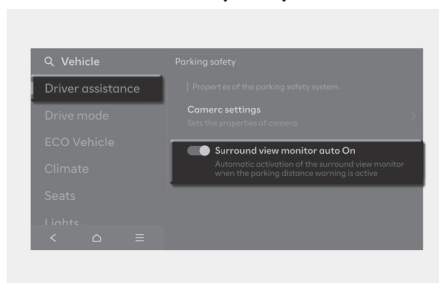 Vehicle
Driver assistance
Drive mode
ECO Vehicle
Climate
Seats
Lights
Parking safety
Properties of the parking safety system.
Camerc settings
Sets the properties of camera
Surround view monitor auto On
Automatic activation of the surround view monitor
when the parking distance warning is active